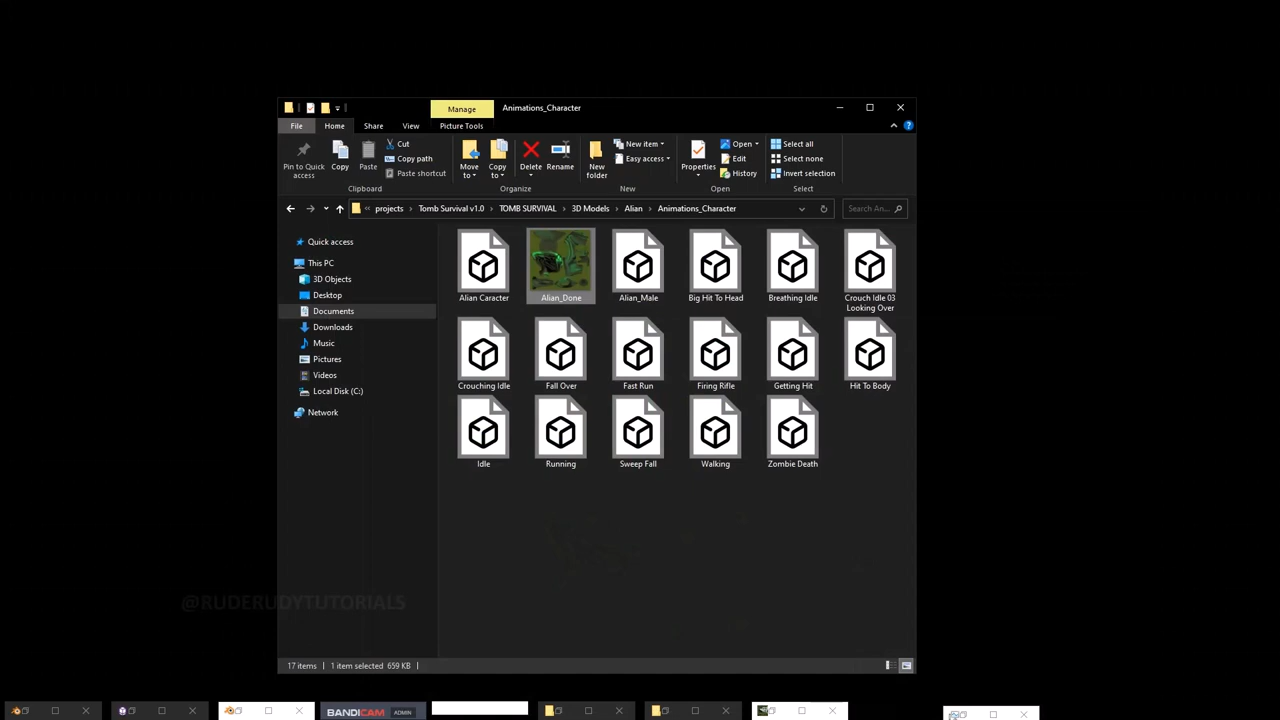 Manage
Animations_Character
File
Home
Share
View
Picture Tools
Pin to Quick access
Copy
Paste
Cut
Copy path
Paste shortcut
Move to
Copy to
Delete
Rename
New folder
New item
Easy access
Properties
Open
Edit
History
Select all
Select none
Invert selection
Clipboard
Organize
New
Open
Select
« projects > Tomb Survival v1.0 > TOMB SURVIVAL > 3D Models > Alian > Animations_Character
Search An...
Quick access
This PC
3D Objects
Desktop
Documents
Downloads
Music
Pictures
Videos
Local Disk (C:)
Network
Alian Caracter
Alian_Done
Alian_Male
Big Hit To Head
Breathing Idle
Crouch Idle 03 Looking Over
Crouching Idle
Fall Over
Fast Run
Firing Rifle
Getting Hit
Hit To Body
Idle
Running
Sweep Fall
Walking
Zombie Death
@RUDERUDYTUTORIALS
17 items
1 item selected 659 KB
BANDICAM ADMIN